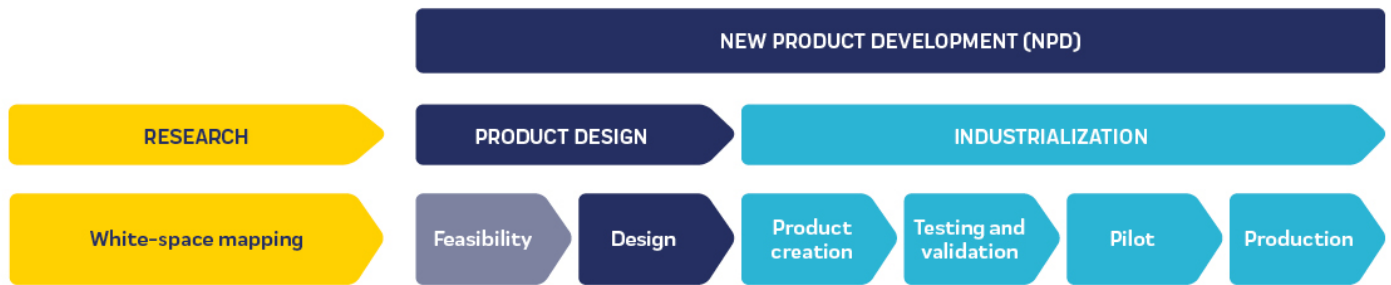 NEW PRODUCT DEVELOPMENT (NPD)
RESEARCH
PRODUCT DESIGN
INDUSTRIALIZATION
White-space mapping
Feasibility
Design
Product
creation
Testing and
validation
Pilot
Production